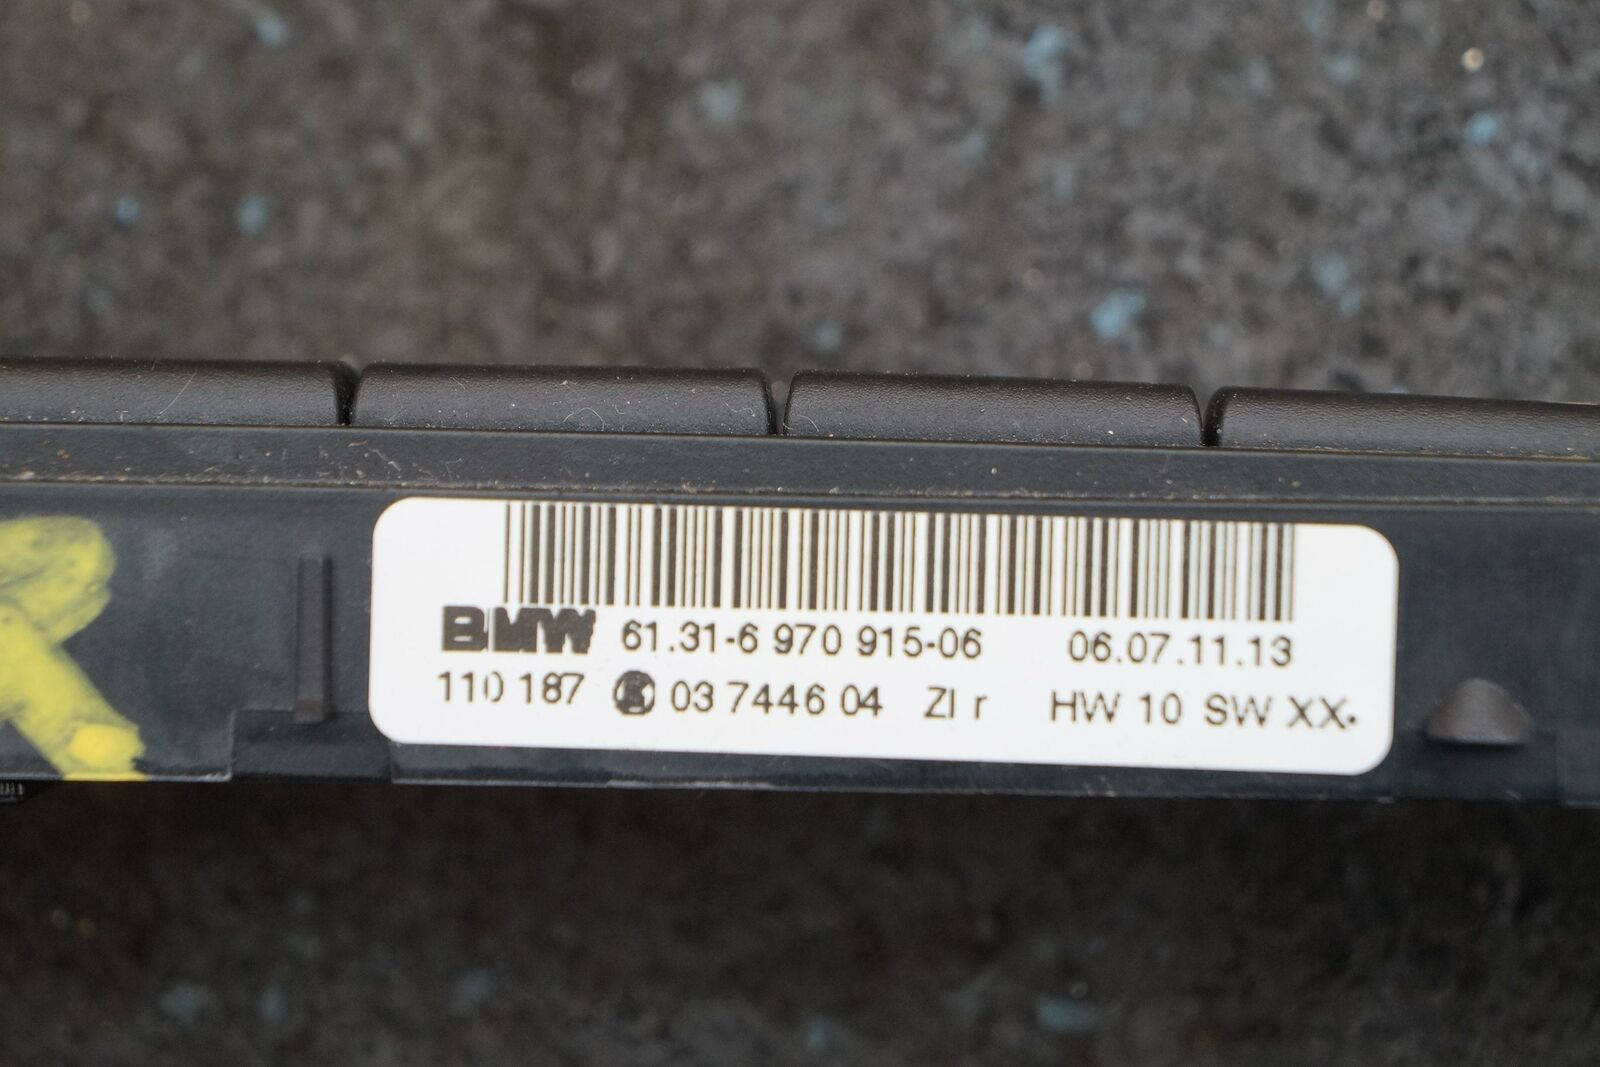 BMW 61.31-6 970 915-06 06.07.11.13
110 187 03 7446 04 ZI r HW 10 SW XX.
R